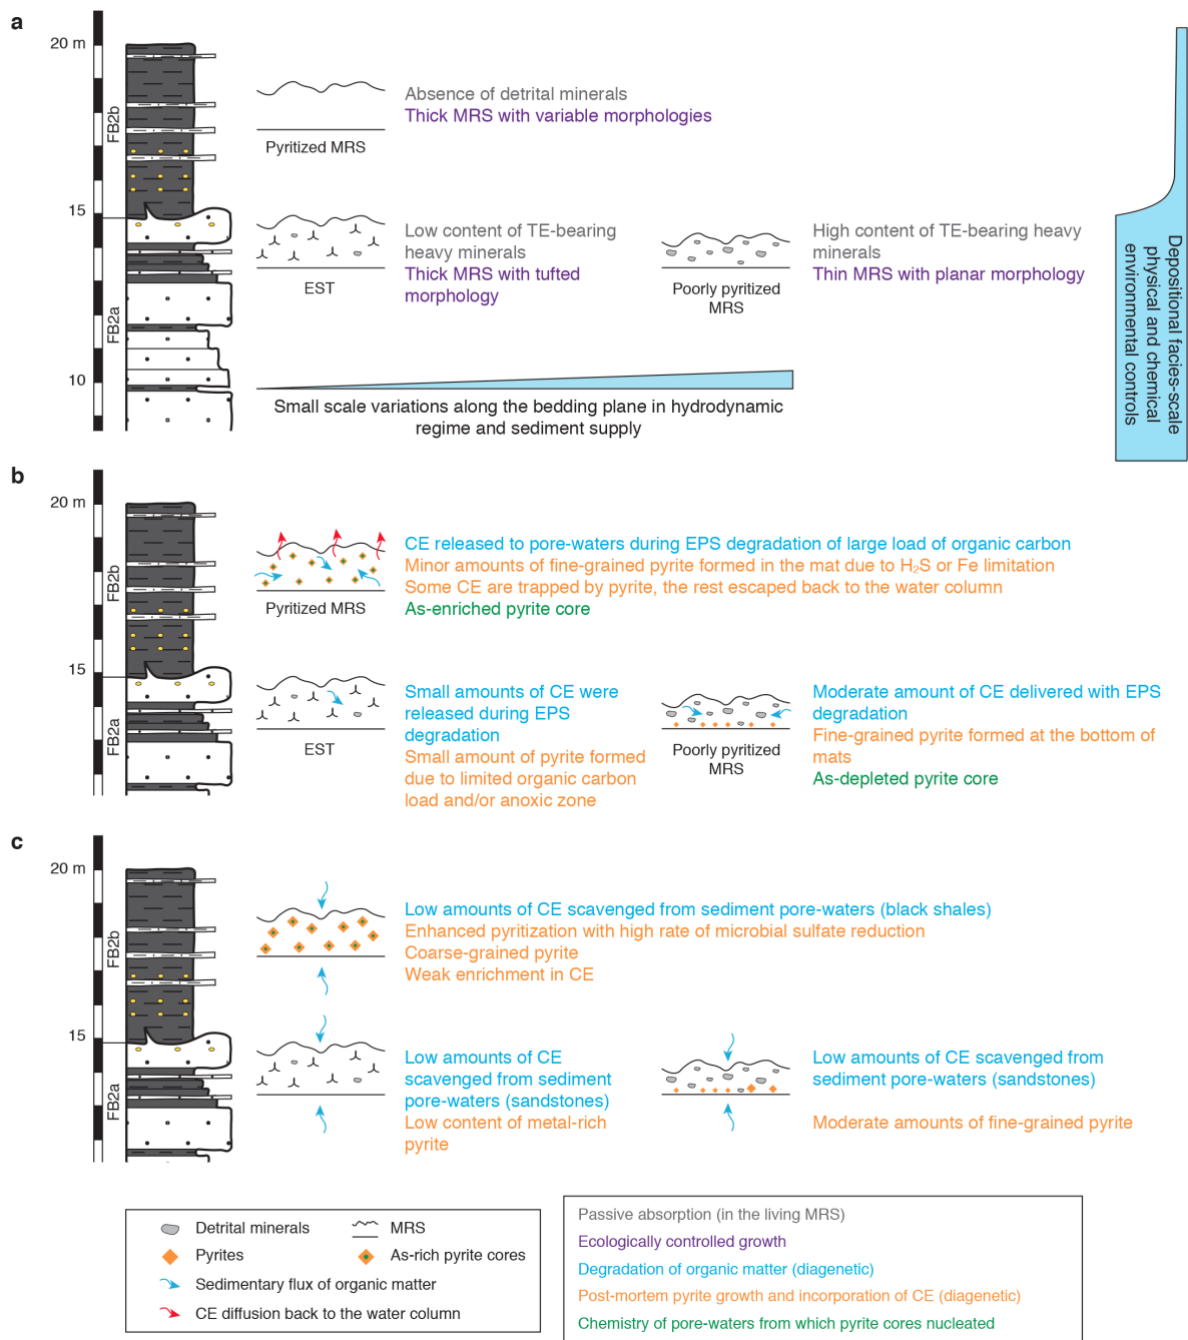 a
20 m
FB2b
15
FB2a
10
Pyritized MRS
Absence of detrital minerals
Thick MRS with variable morphologies
EST
Low content of TE-bearing
heavy minerals
Thick MRS with tufted
morphology
Poorly pyritized
MRS
High content of TE-bearing heavy
minerals
Thin MRS with planar morphology
Small scale variations along the bedding plane in hydrodynamic
regime and sediment supply
Depositional facies-scale
physical and chemical
environmental controls
b
20 m
FB2b
15
FB2a
Pyritized MRS
CE released to pore-waters during EPS degradation of large load of organic carbon
Minor amounts of fine-grained pyrite formed in the mat due to H₂S or Fe limitation
Some CE are trapped by pyrite, the rest escaped back to the water column
As-enriched pyrite core
EST
Small amounts of CE were
released during EPS
degradation
Small amount of pyrite formed
due to limited organic carbon
load and/or anoxic zone
Poorly pyritized
MRS
Moderate amount of CE delivered with EPS
degradation
Fine-grained pyrite formed at the bottom of
mats
As-depleted pyrite core
c
20 m
FB2b
15
FB2a
Low amounts of CE scavenged from sediment pore-waters (black shales)
Enhanced pyritization with high rate of microbial sulfate reduction
Coarse-grained pyrite
Weak enrichment in CE
Low amounts of CE
scavenged from sediment
pore-waters (sandstones)
Low content of metal-rich
pyrite
Low amounts of CE scavenged from
sediment pore-waters (sandstones)
Moderate amounts of fine-grained pyrite
Detrital minerals
MRS
Pyrites
As-rich pyrite cores
Sedimentary flux of organic matter
CE diffusion back to the water column
Passive absorption (in the living MRS)
Ecologically controlled growth
Degradation of organic matter (diagenetic)
Post-mortem pyrite growth and incorporation of CE (diagenetic)
Chemistry of pore-waters from which pyrite cores nucleated